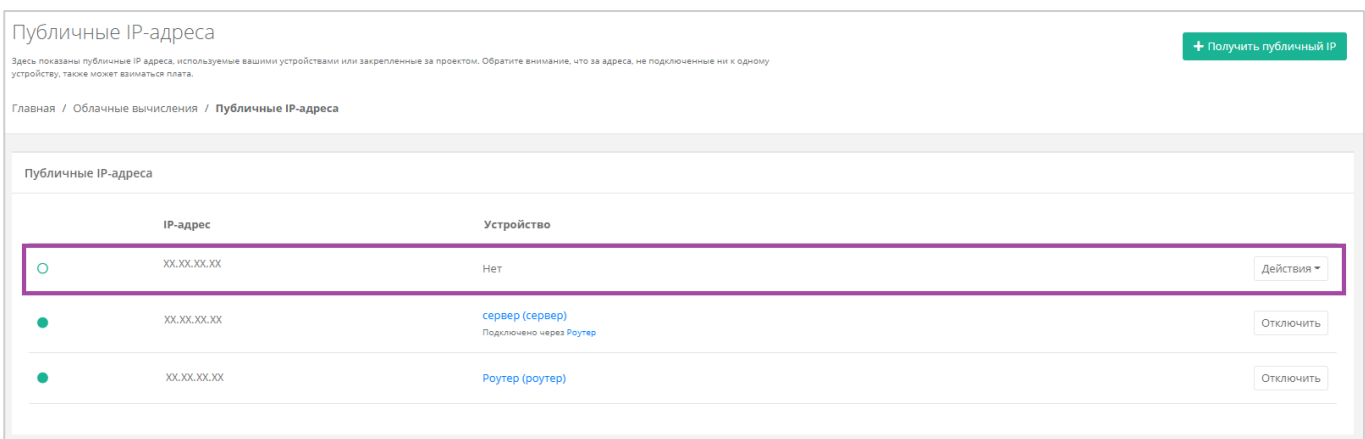 Публичные IP-адреса
+ Получить публичный IP
Здесь показаны публичные IP адреса, используемые вашими устройствами или закрепленные за проектом. Обратите внимание, что за адреса, не подключенные ни к одному
устройству, также может взиматься плата.
Главная / Облачные вычисления / Публичные IP-адреса
Публичные IP-адреса
IP-адрес Устройство
XX.XX.XX.XX Нет Действия
XX.XX.XX.XX сервер (сервер) Отключить
Подключено через Роутер
XX.XX.XX.XX Роутер (роутер) Отключить